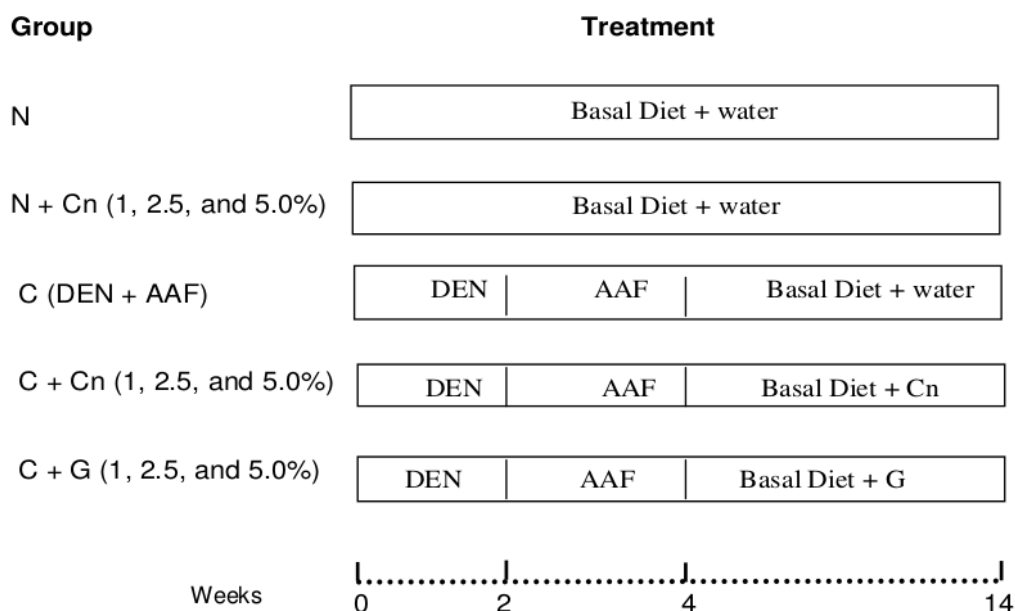 Group Treatment
N Basal Diet + water
N + Cn (1, 2.5, and 5.0%) Basal Diet + water
C (DEN + AAF) DEN AAF Basal Diet + water
C + Cn (1, 2.5, and 5.0%) DEN AAF Basal Diet + Cn
C + G (1, 2.5, and 5.0%) DEN AAF Basal Diet + G
Weeks 0 2 4 14